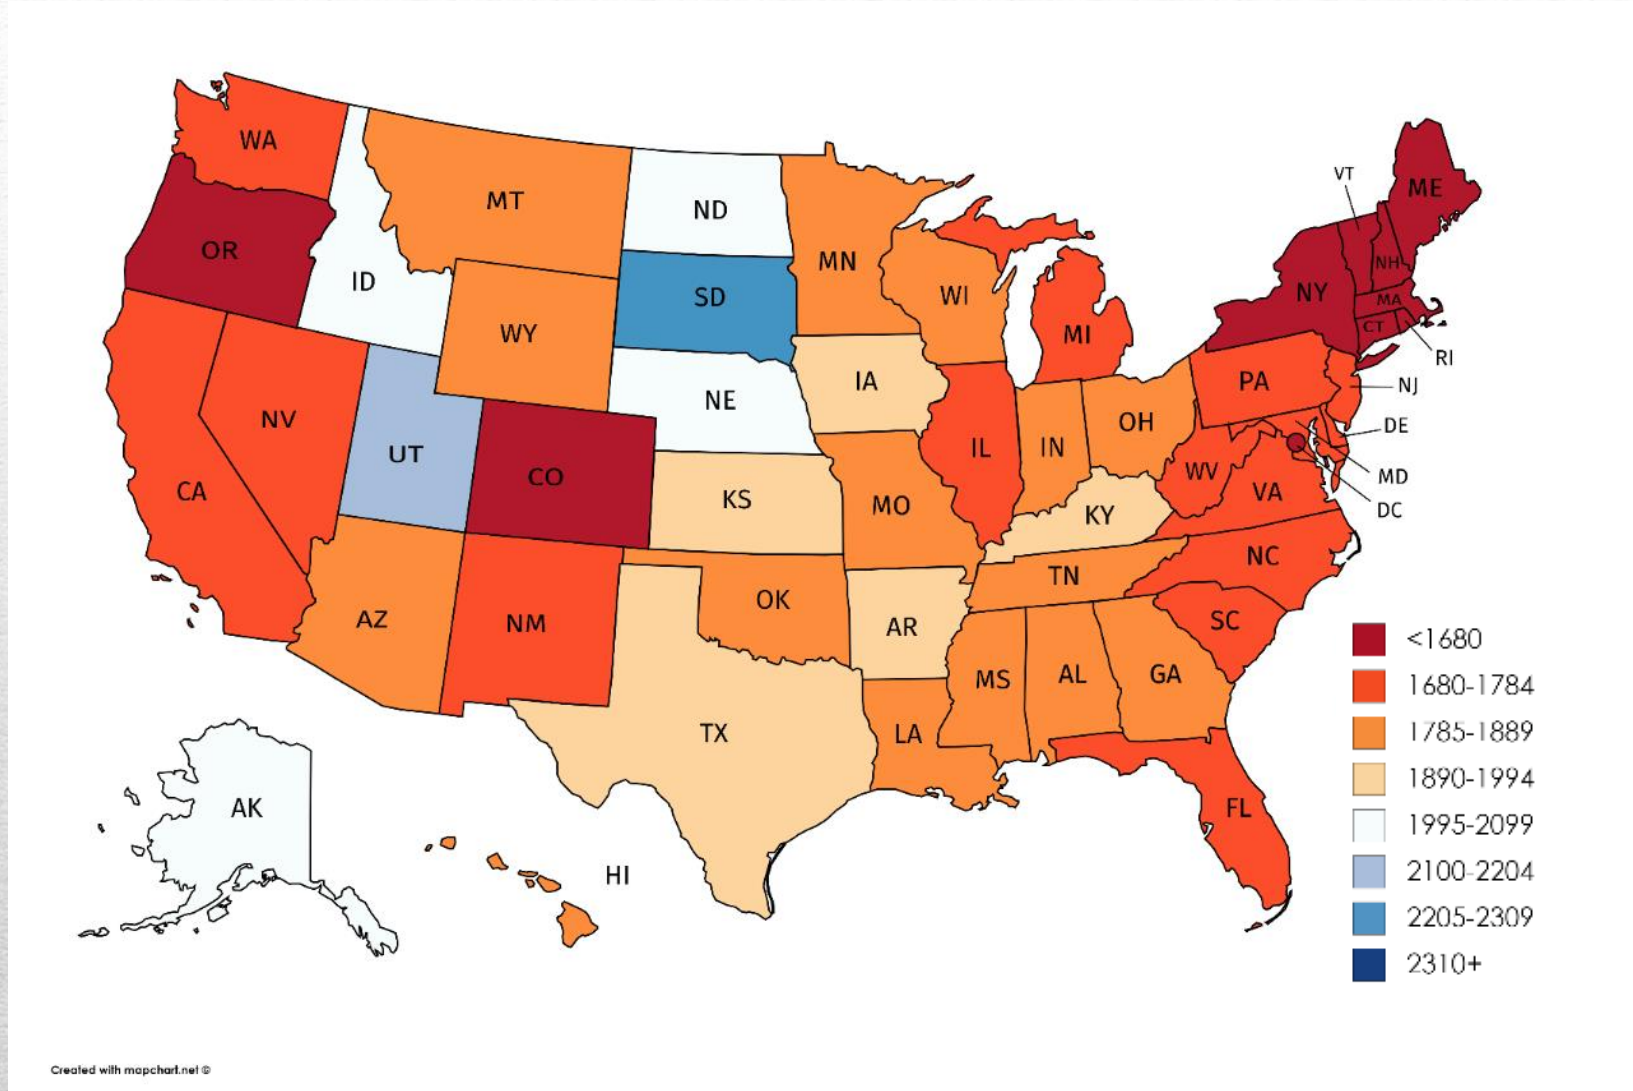 WA
MT
ND
OR
ID
MN
SD
WI
WY
MI
IA
NE
NV
UT
CO
IL
IN
OH
CA
KS
MO
KY
AZ
NM
OK
AR
TN
TX
LA
MS
AL
GA
FL
SC
NC
VA
WV
PA
NY
VT
ME
NH
MA
CT
RI
NJ
DE
MD
DC
AK
HI
<1680
1680-1784
1785-1889
1890-1994
1995-2099
2100-2204
2205-2309
2310+
Created with mapchart.net ©